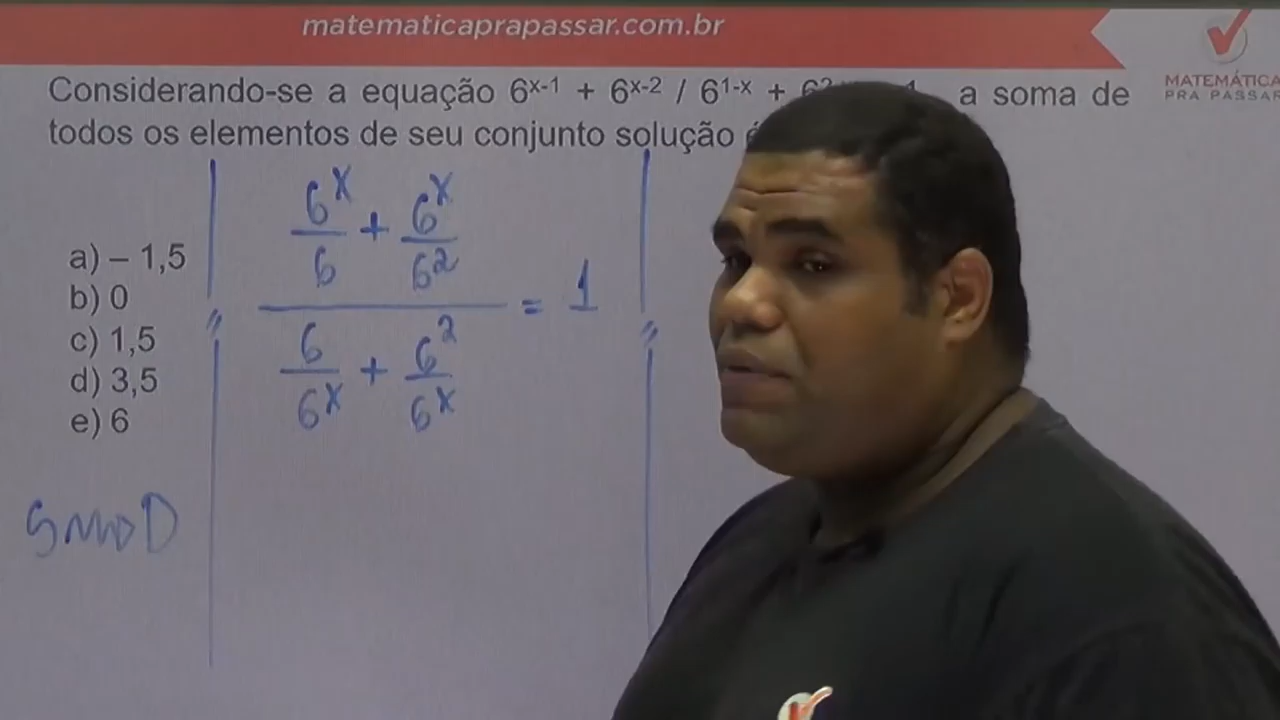 matematicaprapassar.com.br
MATEMÁTICA
PRA PASSAR
Considerando-se a equação 6ˣ⁻¹ + 6ˣ⁻² / 6¹⁻ˣ + a soma de
todos os elementos de seu conjunto solução
a) – 1,5
b) 0
c) 1,5
d) 3,5
e) 6
6ˣ/6 + 6ˣ/6²
= 1
6/6ˣ + 6²/6ˣ